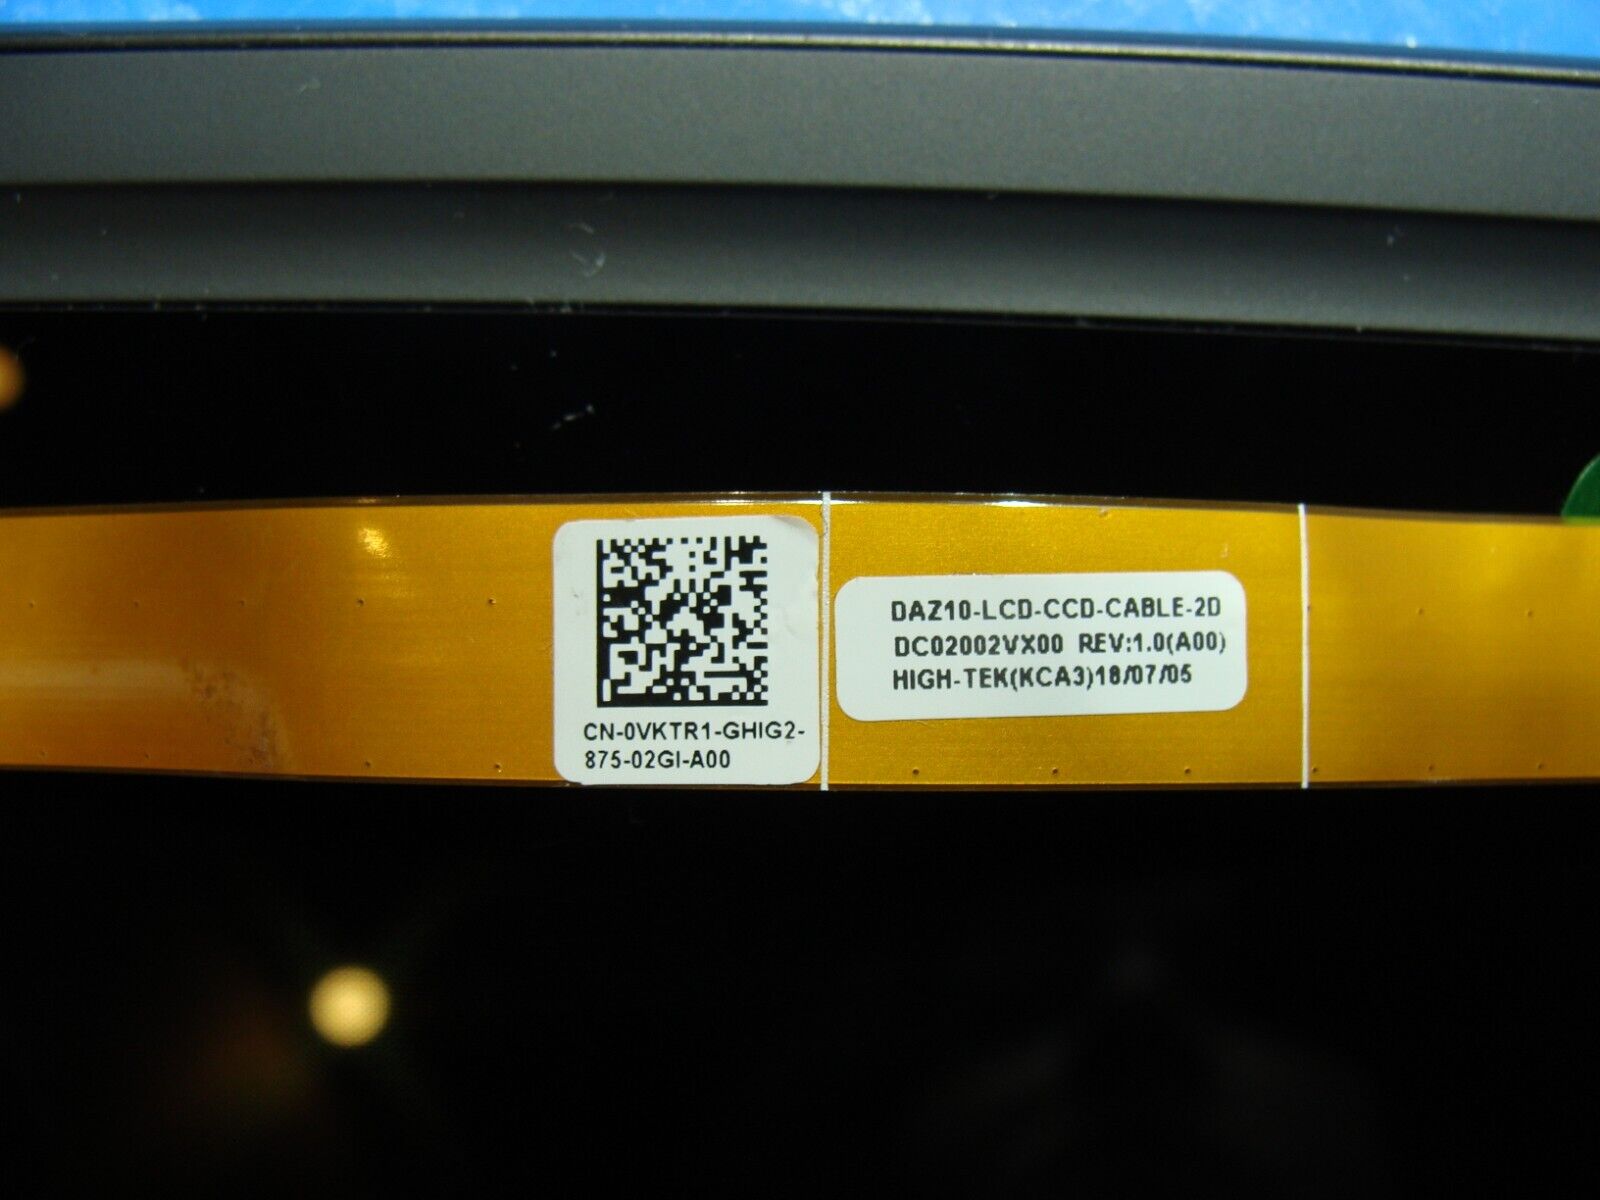 CN-0VKTR1-GHIG2-
875-02GI-A00
DAZ10-LCD-CCD-CABLE-2D
DC02002VX00 REV:1.0(A00)
HIGH-TEK(KCA3)18/07/05